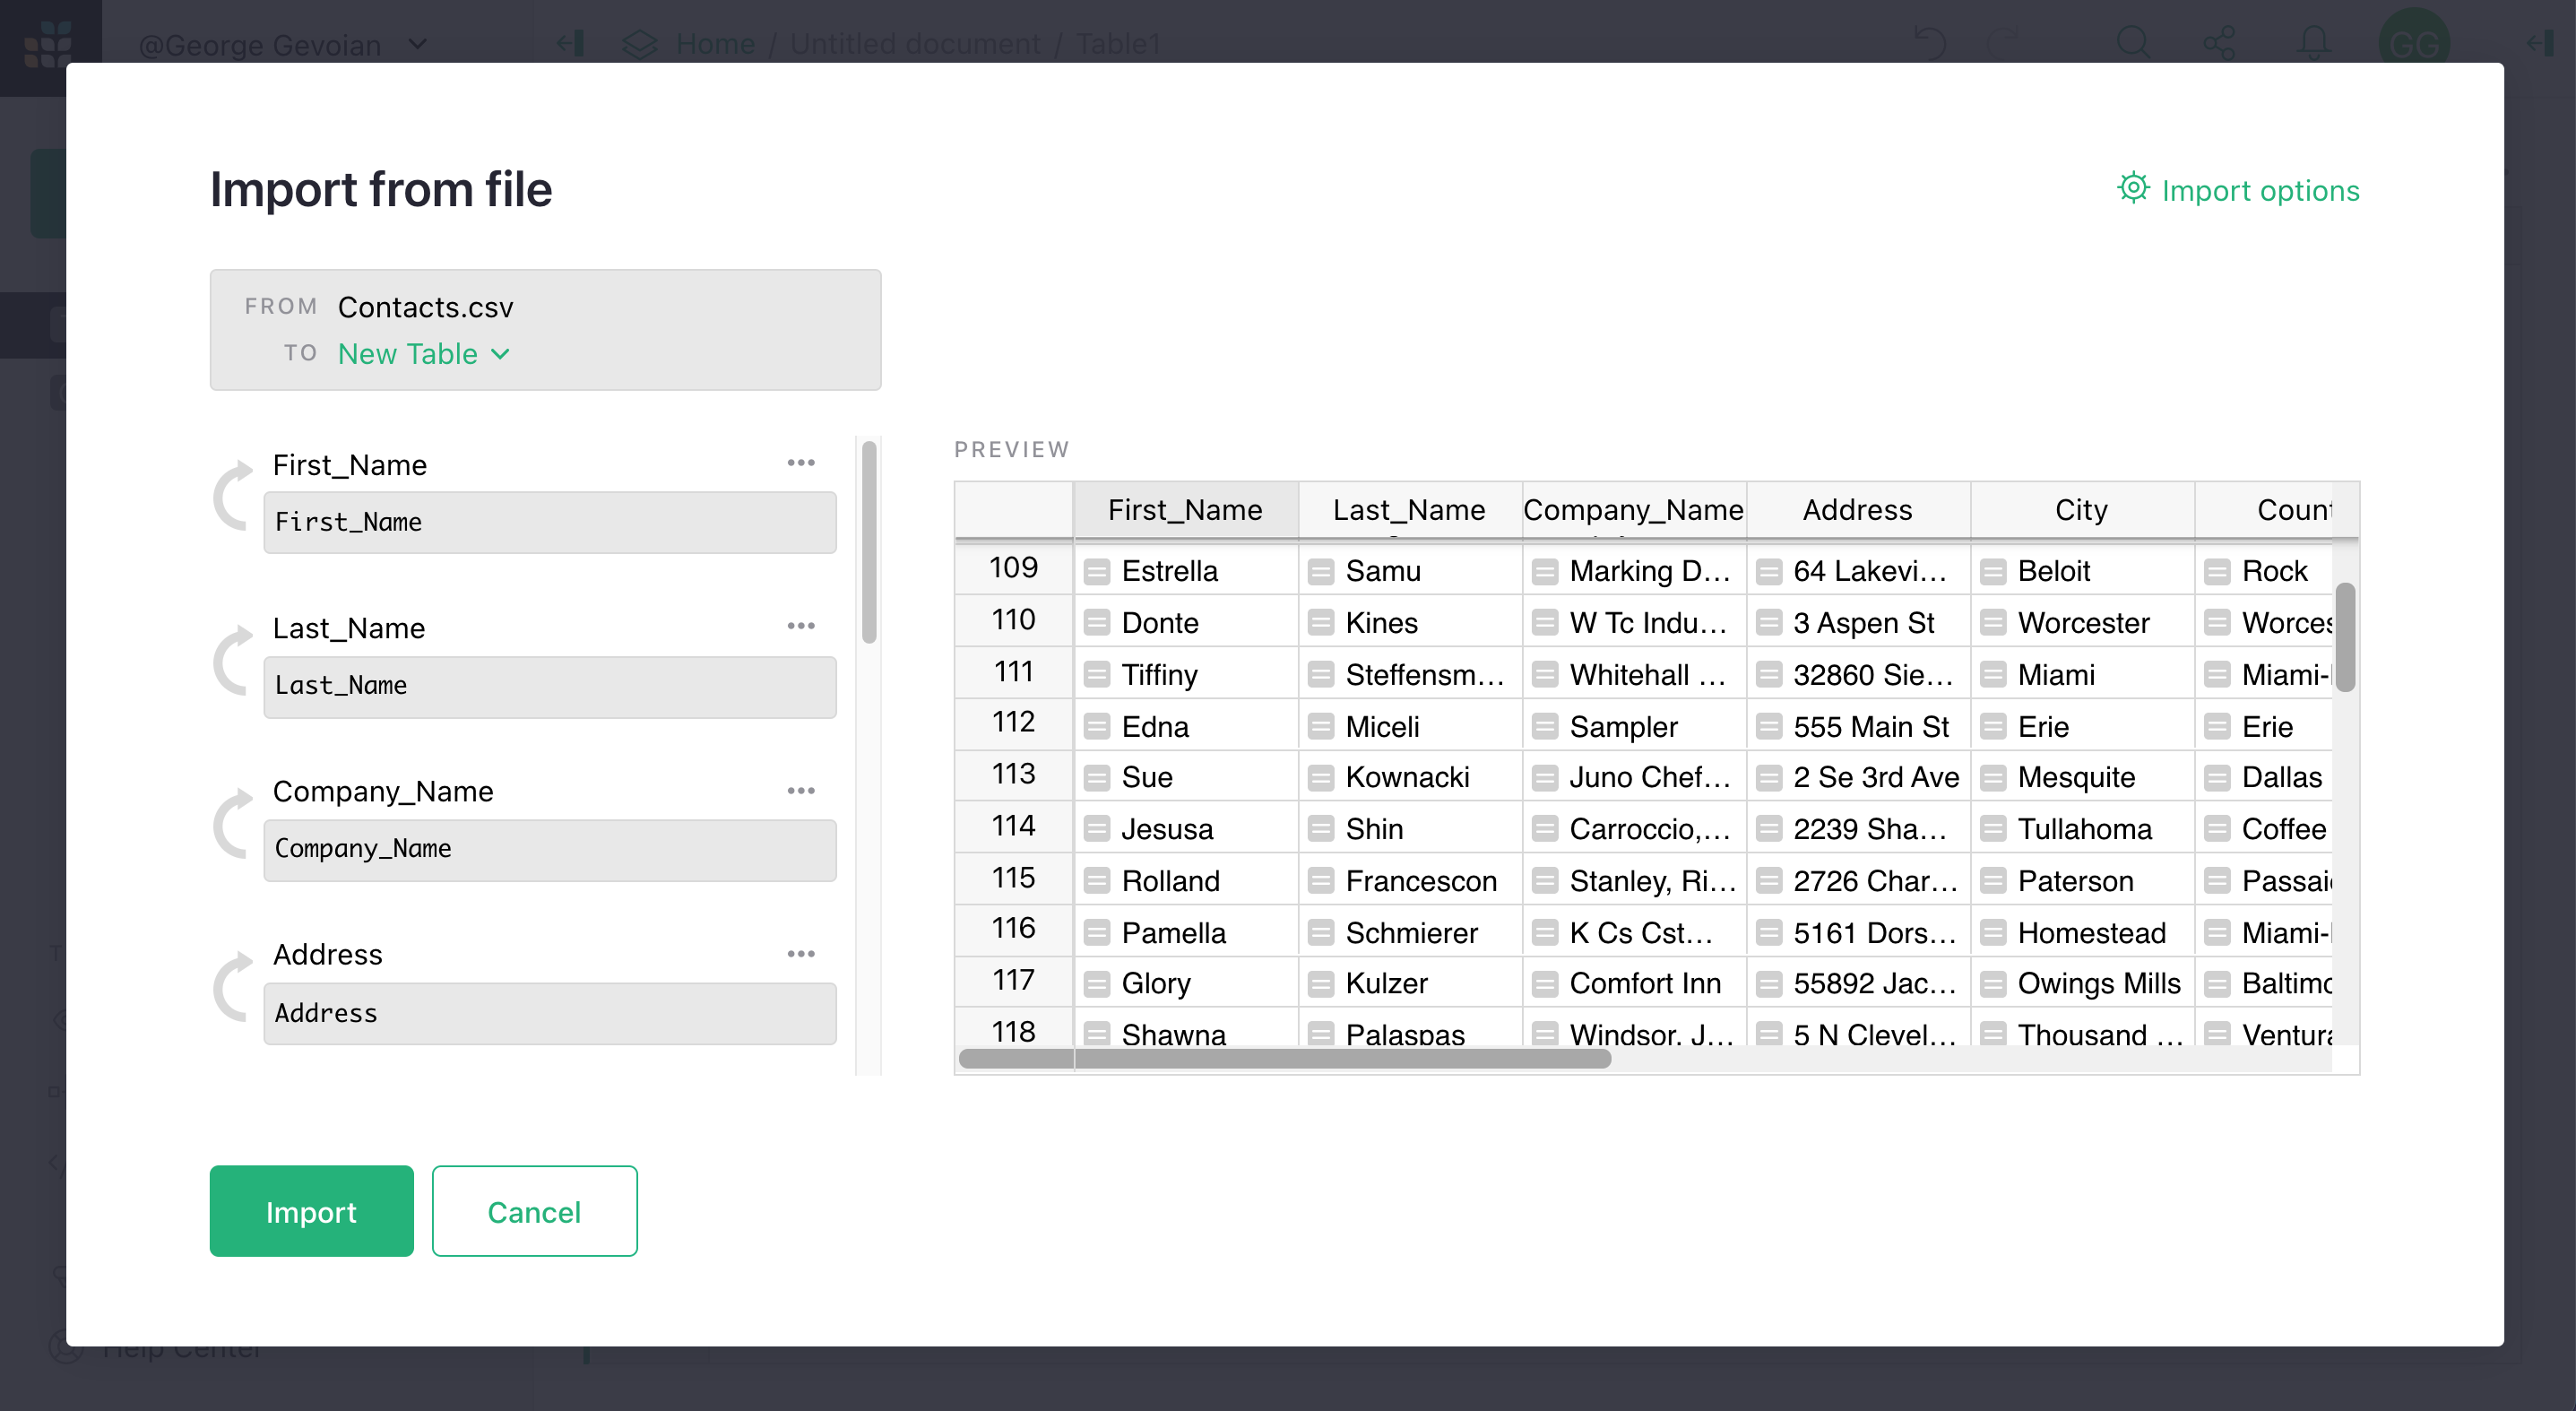 @George Gevoian
Home / Untitled document / Table1
GG
Import from file
Import options
FROM Contacts.csv
TO New Table
First_Name
First_Name
Last_Name
Last_Name
Company_Name
Company_Name
Address
Address
PREVIEW
First_Name Last_Name Company_Name Address City Count
109 Estrella Samu Marking D... 64 Lakevi... Beloit Rock
110 Donte Kines W Tc Indu... 3 Aspen St Worcester Worces
111 Tiffiny Steffensm... Whitehall ... 32860 Sie... Miami Miami-
112 Edna Miceli Sampler 555 Main St Erie Erie
113 Sue Kownacki Juno Chef... 2 Se 3rd Ave Mesquite Dallas
114 Jesusa Shin Carroccio,... 2239 Sha... Tullahoma Coffee
115 Rolland Francescon Stanley, Ri... 2726 Char... Paterson Passai
116 Pamella Schmierer K Cs Cst... 5161 Dors... Homestead Miami-
117 Glory Kulzer Comfort Inn 55892 Jac... Owings Mills Baltimo
118 Shawna Palaspas Windsor, J... 5 N Clevel... Thousand ... Ventura
Import Cancel
Help Center